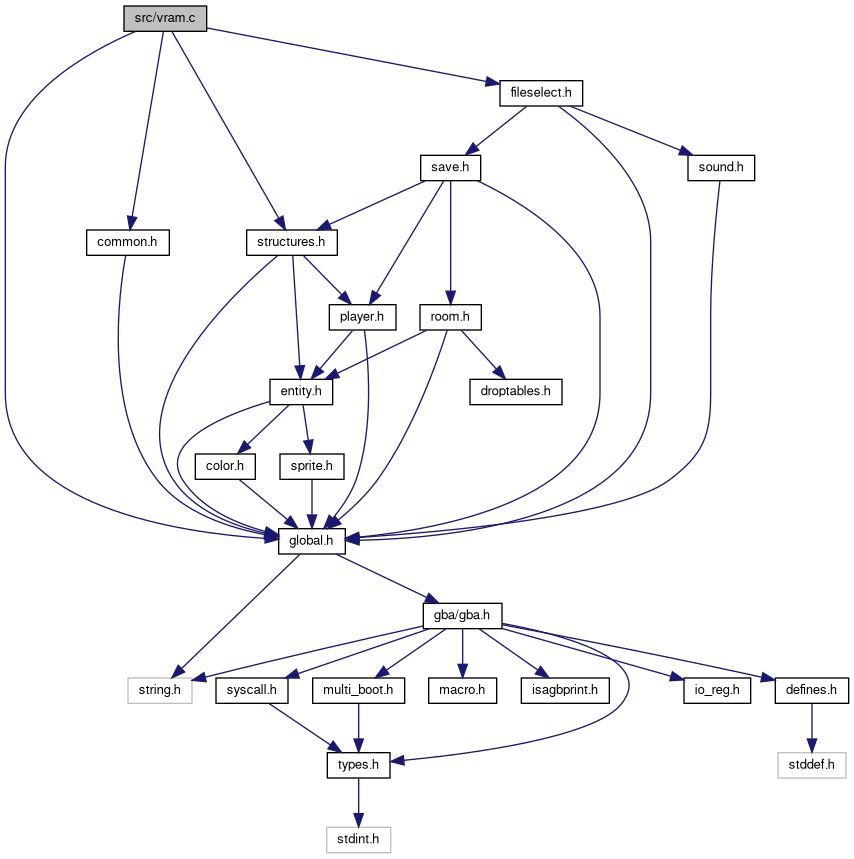 src/vram.c
fileselect.h
save.h
sound.h
common.h
structures.h
player.h
room.h
entity.h
droptables.h
color.h
sprite.h
global.h
gba/gba.h
string.h
syscall.h
multi_boot.h
macro.h
isagbprint.h
io_reg.h
defines.h
types.h
stddef.h
stdint.h